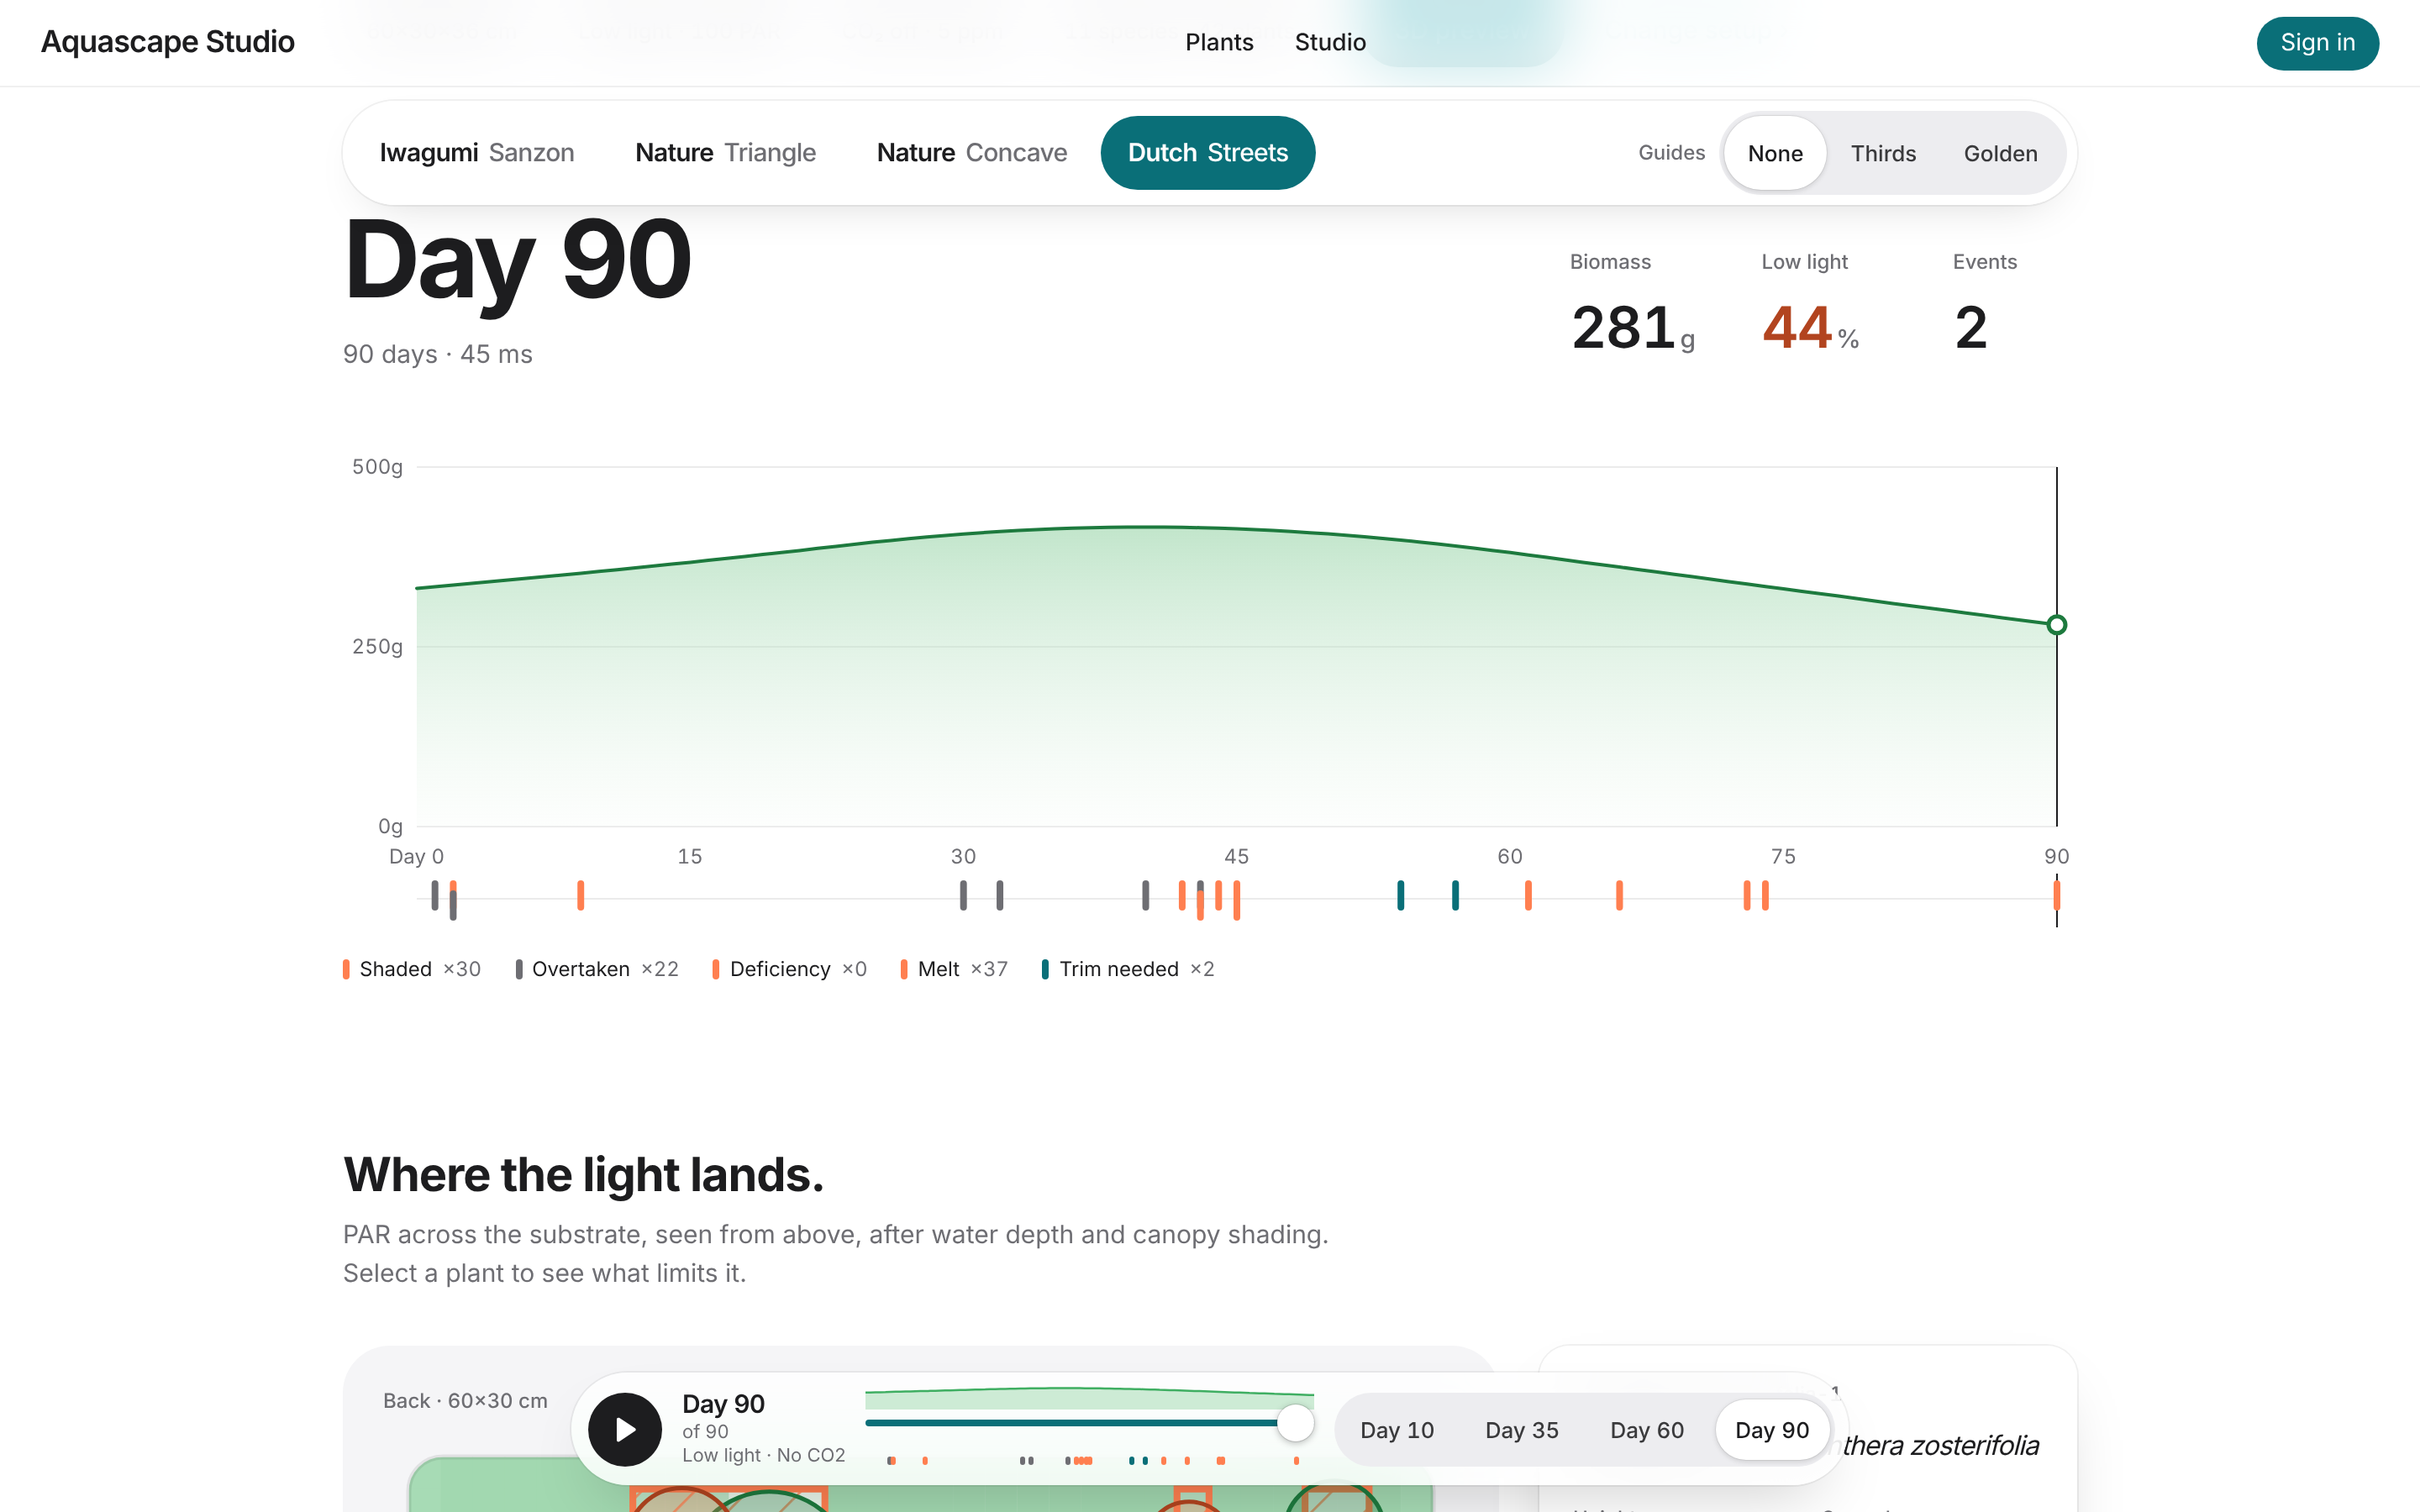 Aquascape Studio
Plants Studio
Sign in
Iwagumi Sanzon Nature Triangle Nature Concave Dutch Streets
Guides None Thirds Golden
Day 90
90 days · 45 ms
Biomass Low light Events
281 g 44 % 2
500g
250g
0g
Day 0 15 30 45 60 75 90
Shaded ×30 Overtaken ×22 Deficiency ×0 Melt ×37 Trim needed ×2
Where the light lands.
PAR across the substrate, seen from above, after water depth and canopy shading.
Select a plant to see what limits it.
Back · 60×30 cm
Day 90
of 90
Low light · No CO2
Day 10 Day 35 Day 60 Day 90
thera zosterifolia